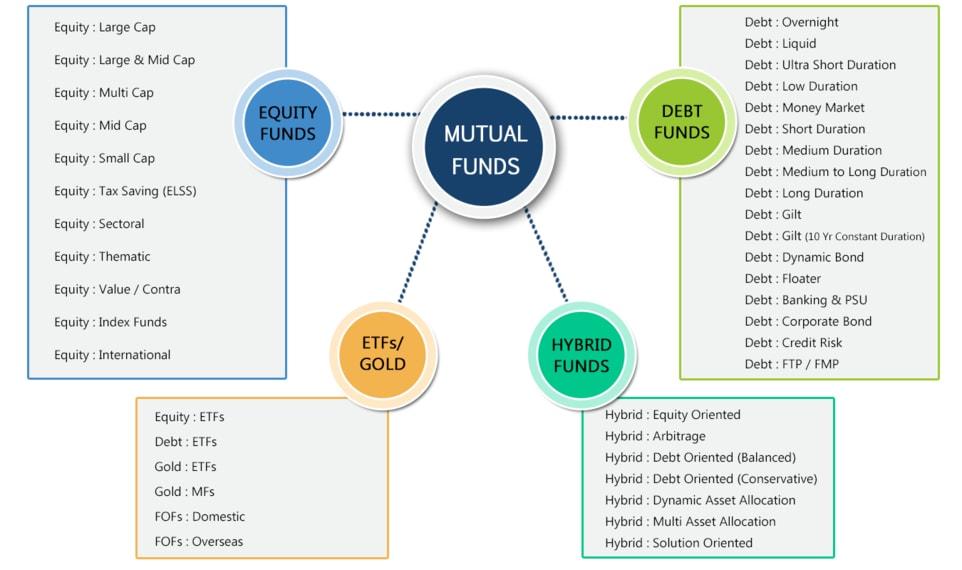 MUTUAL
FUNDS
EQUITY
FUNDS
Equity : Large Cap
Equity : Large & Mid Cap
Equity : Multi Cap
Equity : Mid Cap
Equity : Small Cap
Equity : Tax Saving (ELSS)
Equity : Sectoral
Equity : Thematic
Equity : Value / Contra
Equity : Index Funds
Equity : International
DEBT
FUNDS
Debt : Overnight
Debt : Liquid
Debt : Ultra Short Duration
Debt : Low Duration
Debt : Money Market
Debt : Short Duration
Debt : Medium Duration
Debt : Medium to Long Duration
Debt : Long Duration
Debt : Gilt
Debt : Gilt (10 Yr Constant Duration)
Debt : Dynamic Bond
Debt : Floater
Debt : Banking & PSU
Debt : Corporate Bond
Debt : Credit Risk
Debt : FTP / FMP
ETFs/
GOLD
Equity : ETFs
Debt : ETFs
Gold : ETFs
Gold : MFs
FOFs : Domestic
FOFs : Overseas
HYBRID
FUNDS
Hybrid : Equity Oriented
Hybrid : Arbitrage
Hybrid : Debt Oriented (Balanced)
Hybrid : Debt Oriented (Conservative)
Hybrid : Dynamic Asset Allocation
Hybrid : Multi Asset Allocation
Hybrid : Solution Oriented